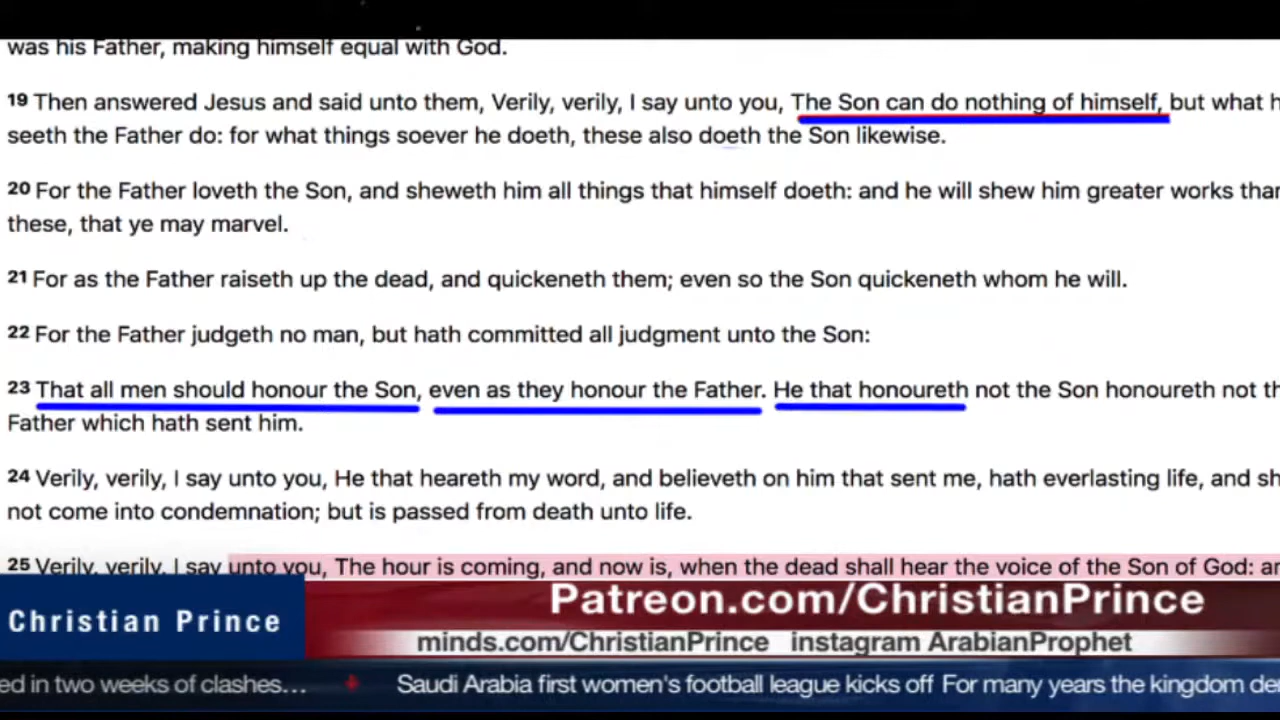 was his Father, making himself equal with God.
19 Then answered Jesus and said unto them, Verily, verily, I say unto you, The Son can do nothing of himself, but what h
seeth the Father do: for what things soever he doeth, these also doeth the Son likewise.
20 For the Father loveth the Son, and sheweth him all things that himself doeth: and he will shew him greater works than
these, that ye may marvel.
21 For as the Father raiseth up the dead, and quickeneth them; even so the Son quickeneth whom he will.
22 For the Father judgeth no man, but hath committed all judgment unto the Son:
23 That all men should honour the Son, even as they honour the Father. He that honoureth not the Son honoureth not th
Father which hath sent him.
24 Verily, verily, I say unto you, He that heareth my word, and believeth on him that sent me, hath everlasting life, and sh
not come into condemnation; but is passed from death unto life.
25 Verily, verily, I say unto you, The hour is coming, and now is, when the dead shall hear the voice of the Son of God: an
Christian Prince
Patreon.com/ChristianPrince
minds.com/ChristianPrince instagram ArabianProphet
ed in two weeks of clashes... Saudi Arabia first women's football league kicks off For many years the kingdom de